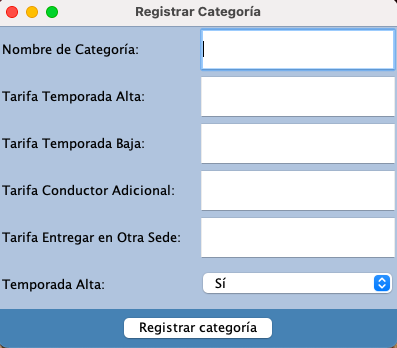 Registrar Categoría
Nombre de Categoría:
Tarifa Temporada Alta:
Tarifa Temporada Baja:
Tarifa Conductor Adicional:
Tarifa Entregar en Otra Sede:
Temporada Alta: Sí
Registrar categoría